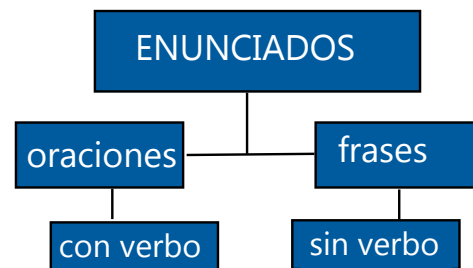 ENUNCIADOS
oraciones
frases
con verbo
sin verbo